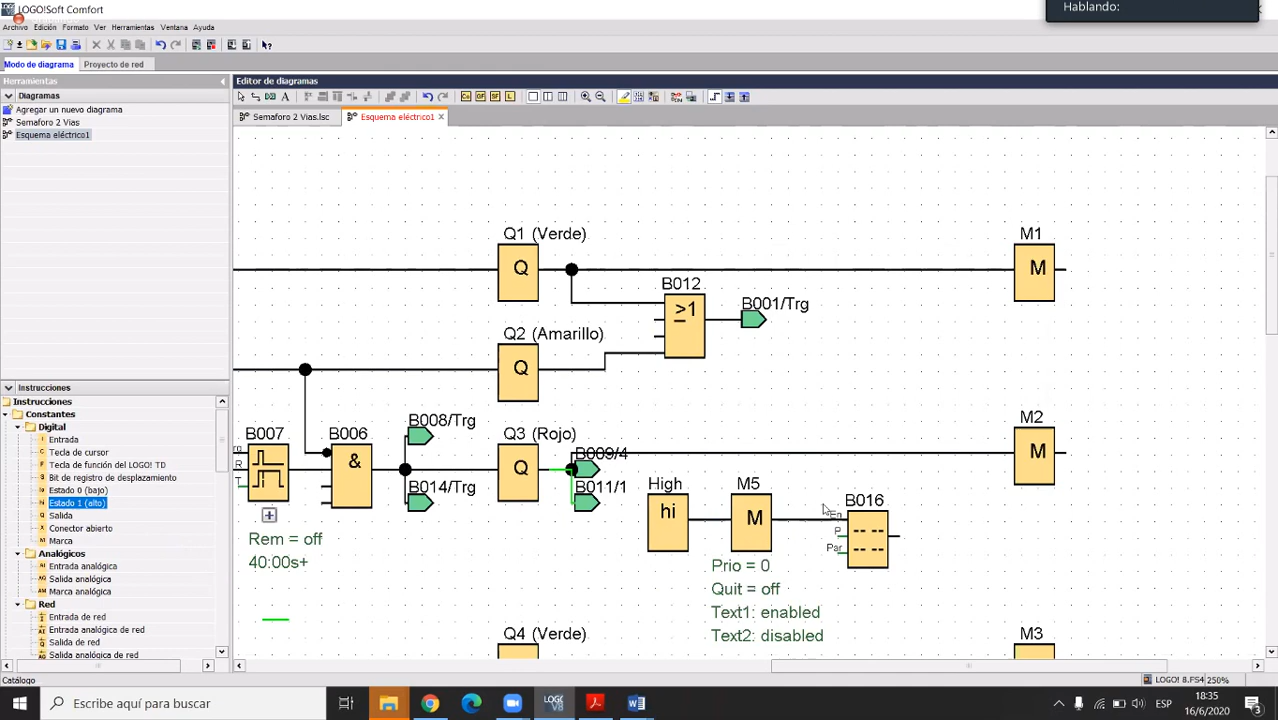 LOGO!Soft Comfort
Hablando:
Archivo Edición Formato Ver Herramientas Ventana Ayuda
Modo de diagrama Proyecto de red
Herramientas
Diagramas
Agregar un nuevo diagrama
Semaforo 2 Vias
Esquema eléctrico1
Instrucciones
Instrucciones
Constantes
Digital
Entrada
Tecla de cursor
Tecla de función del LOGO! TD
Bit de registro de desplazamiento
Estado 0 (bajo)
Estado 1 (alto)
Salida
Conector abierto
Marca
Analógicos
Entrada analógica
Salida analógica
Marca analógica
Red
Entrada de red
Entrada analógica de red
Salida de red
Salida analógica de red
Editor de diagramas
Semaforo 2 Vias.lsc
Esquema eléctrico1
Q1 (Verde)
Q
M1
M
B012
>1
B001/Trg
Q2 (Amarillo)
Q
B008/Trg
M2
M
B007
R
T
B006
&
Q3 (Rojo)
Q
B009/4
B014/Trg
B011/1
High
hi
M5
M
B016
En
P
Par
Rem = off
40:00s+
Prio = 0
Quit = off
Text1: enabled
Text2: disabled
Q4 (Verde)
M3
Catálogo
LOGO! 8.FS4 250%
Escribe aquí para buscar
ESP
18:35
16/6/2020
3